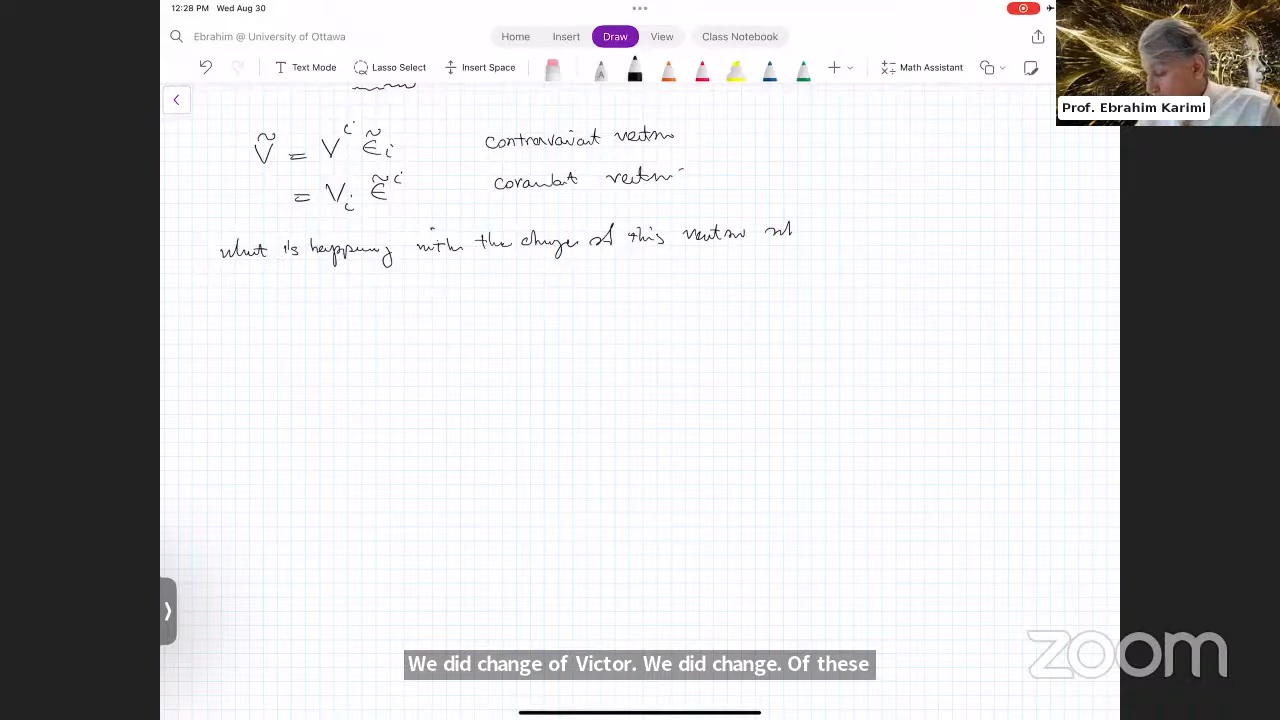 12:28 PM Wed Aug 30
Ebrahim @ University of Ottawa
Home Insert Draw View Class Notebook
Text Mode Lasso Select Insert Space Math Assistant
Prof. Ebrahim Karimi
Ṽ = Vⁱ ε̃ᵢ contravariant vector
= Vᵢ ε̃ⁱ covariant vector
what is happening with the change of this vector
We did change of Victor. We did change. Of these
zoom